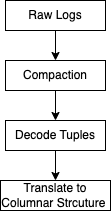 Raw Logs
Compaction
Decode Tuples
Translate to
Columnar Strcuture